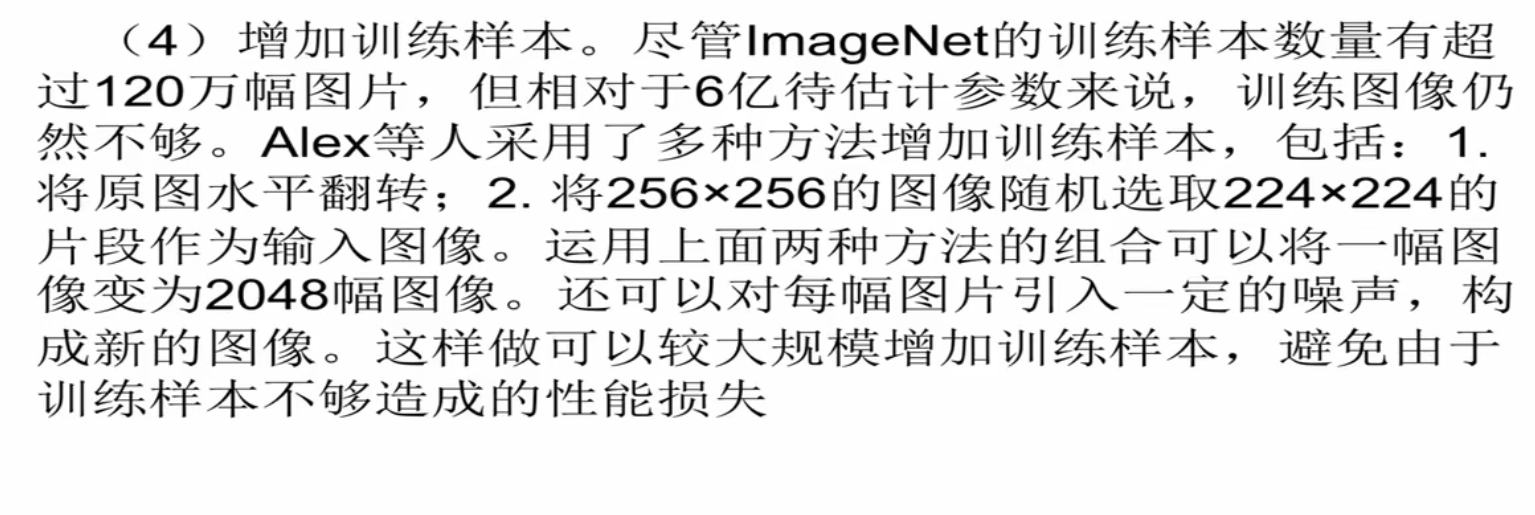 （4）增加训练样本。尽管ImageNet的训练样本数量有超
过120万幅图片，但相对于6亿待估计参数来说，训练图像仍
然不够。Alex等人采用了多种方法增加训练样本，包括：1.
将原图水平翻转；2. 将256×256的图像随机选取224×224的
片段作为输入图像。运用上面两种方法的组合可以将一幅图
像变为2048幅图像。还可以对每幅图片引入一定的噪声，构
成新的图像。这样做可以较大规模增加训练样本，避免由于
训练样本不够造成的性能损失